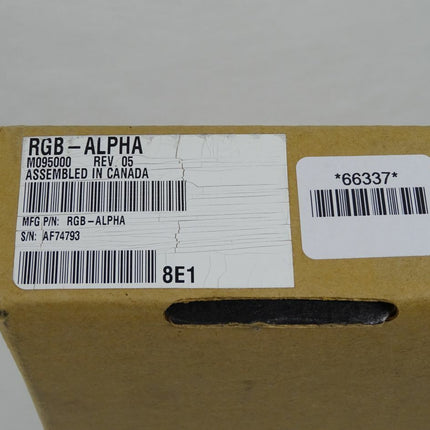 RGB-ALPHA
M095000 REV. 05
ASSEMBLED IN CANADA
MFG P/N: RGB-ALPHA
S/N: AF74793
8E1
*66337*